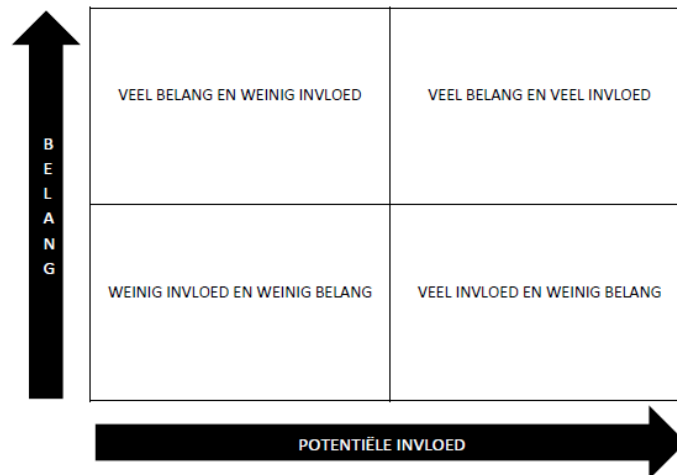 VEEL BELANG EN WEINIG INVLOED
VEEL BELANG EN VEEL INVLOED
BELANG
WEINIG INVLOED EN WEINIG BELANG
VEEL INVLOED EN WEINIG BELANG
POTENTIËLE INVLOED